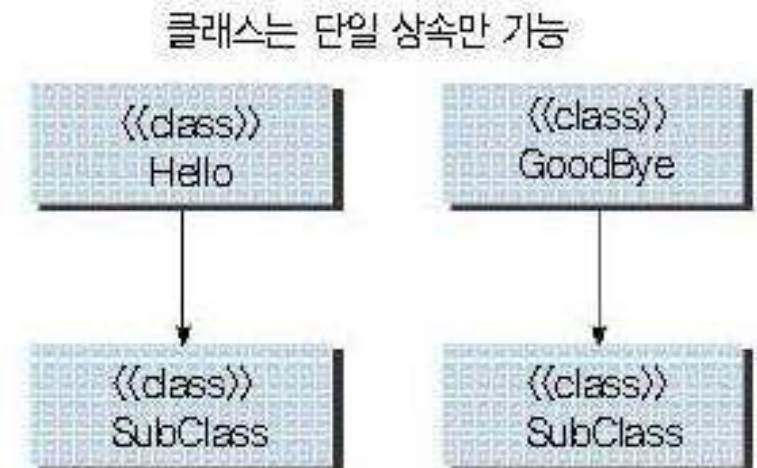 클래스는 단일 상속만 가능
《class》
Hello
《class》
GoodBye
《class》
SubClass
《class》
SubClass